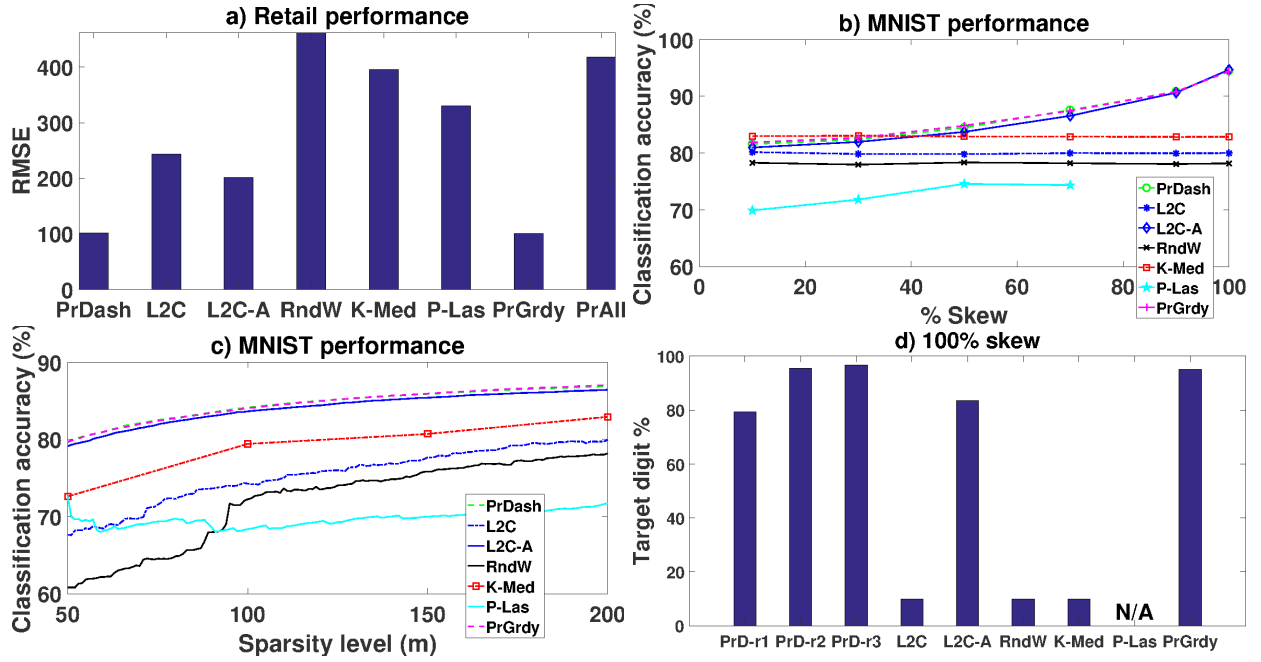 a) Retail performance
RMSE
400
300
200
100
0
PrDash L2C L2C-A RndW K-Med P-Las PrGrdy PrAll
b) MNIST performance
Classification accuracy (%)
100
90
80
70
60
0 20 40 60 80 100
% Skew
PrDash
L2C
L2C-A
RndW
K-Med
P-Las
PrGrdy
c) MNIST performance
Classification accuracy (%)
90
80
70
60
50 100 150 200
Sparsity level (m)
PrDash
L2C
L2C-A
RndW
K-Med
P-Las
PrGrdy
d) 100% skew
Target digit %
100
80
60
40
20
0
N/A
PrD-r1 PrD-r2 PrD-r3 L2C L2C-A RndW K-Med P-Las PrGrdy